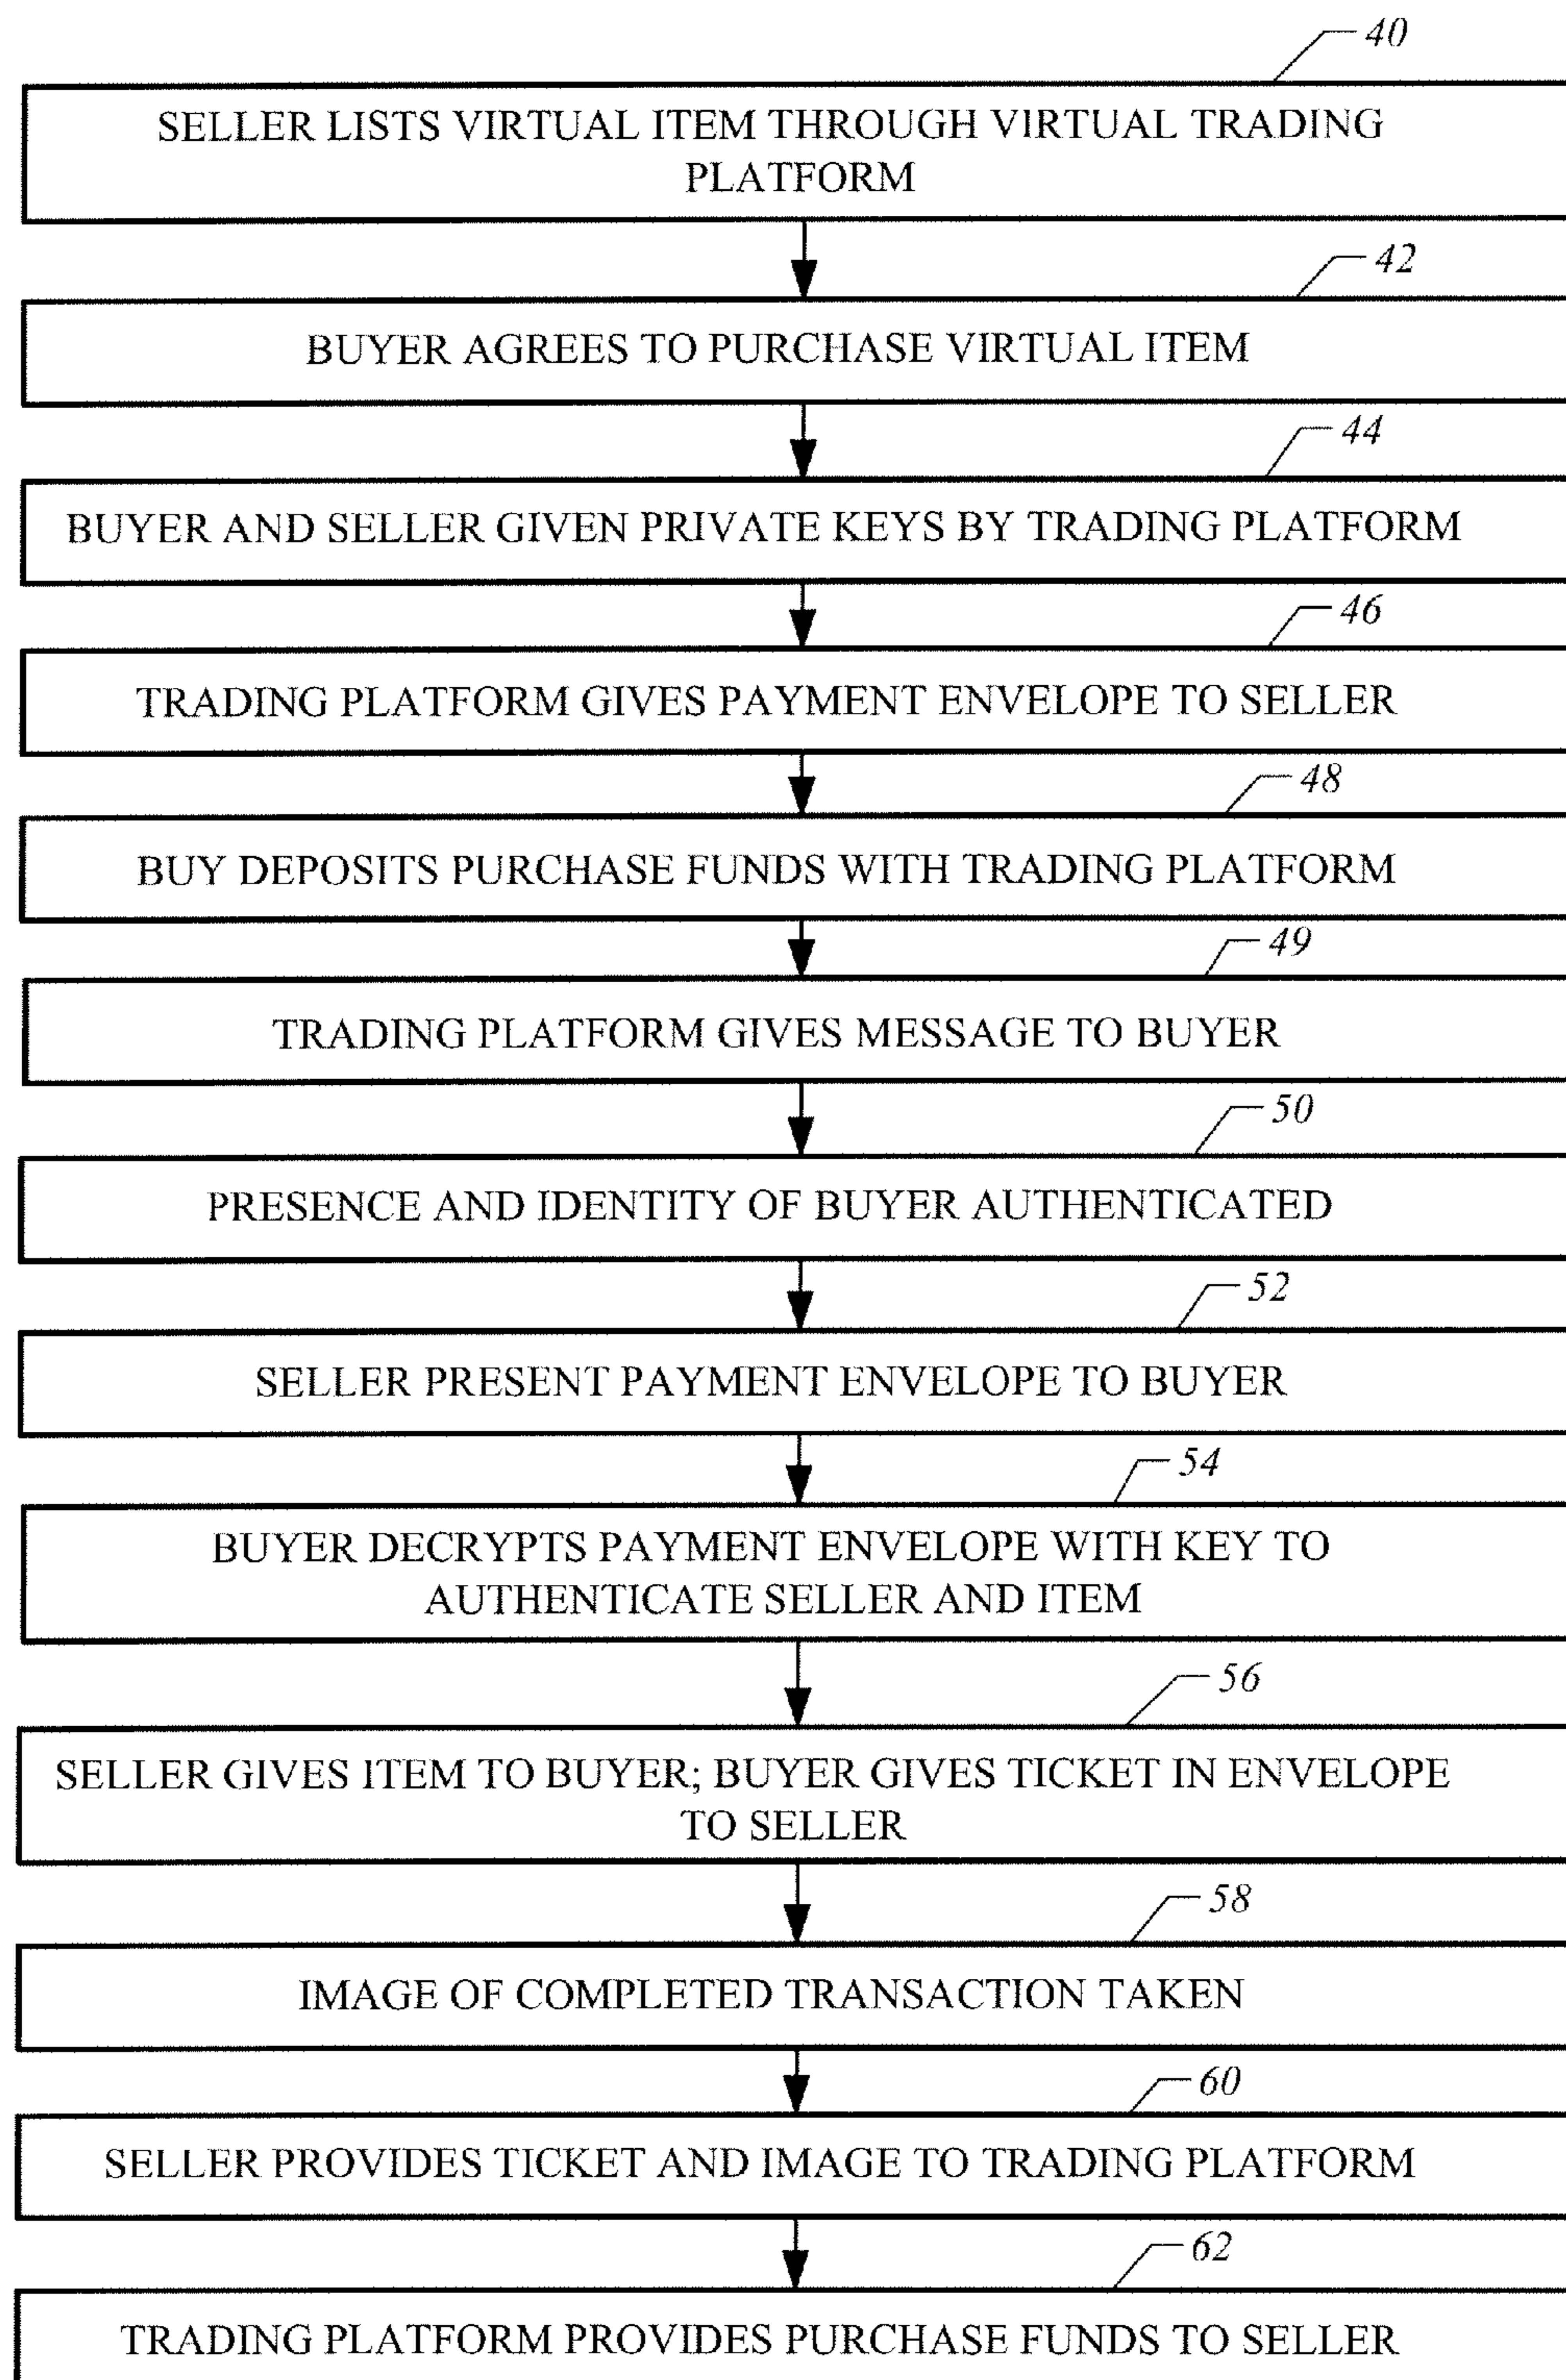 40
SELLER LISTS VIRTUAL ITEM THROUGH VIRTUAL TRADING
PLATFORM
42
BUYER AGREES TO PURCHASE VIRTUAL ITEM
44
BUYER AND SELLER GIVEN PRIVATE KEYS BY TRADING PLATFORM
46
TRADING PLATFORM GIVES PAYMENT ENVELOPE TO SELLER
48
BUY DEPOSITS PURCHASE FUNDS WITH TRADING PLATFORM
49
TRADING PLATFORM GIVES MESSAGE TO BUYER
50
PRESENCE AND IDENTITY OF BUYER AUTHENTICATED
52
SELLER PRESENT PAYMENT ENVELOPE TO BUYER
54
BUYER DECRYPTS PAYMENT ENVELOPE WITH KEY TO
AUTHENTICATE SELLER AND ITEM
56
SELLER GIVES ITEM TO BUYER; BUYER GIVES TICKET IN ENVELOPE
TO SELLER
58
IMAGE OF COMPLETED TRANSACTION TAKEN
60
SELLER PROVIDES TICKET AND IMAGE TO TRADING PLATFORM
62
TRADING PLATFORM PROVIDES PURCHASE FUNDS TO SELLER